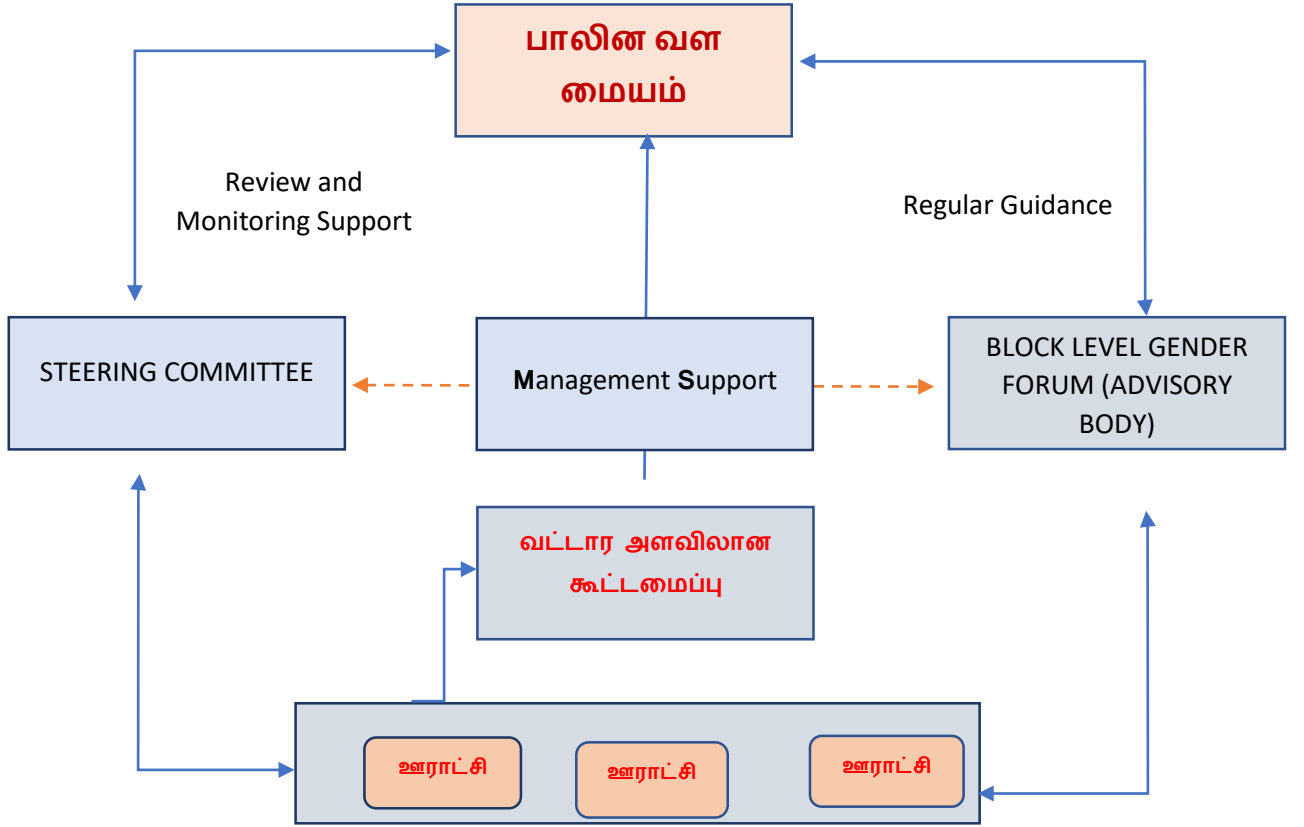 பாலின வள
மையம்
Review and
Monitoring Support
Regular Guidance
STEERING COMMITTEE
Management Support
BLOCK LEVEL GENDER
FORUM (ADVISORY
BODY)
வட்டார அளவிலான
கூட்டமைப்பு
ஊராட்சி
ஊராட்சி
ஊராட்சி